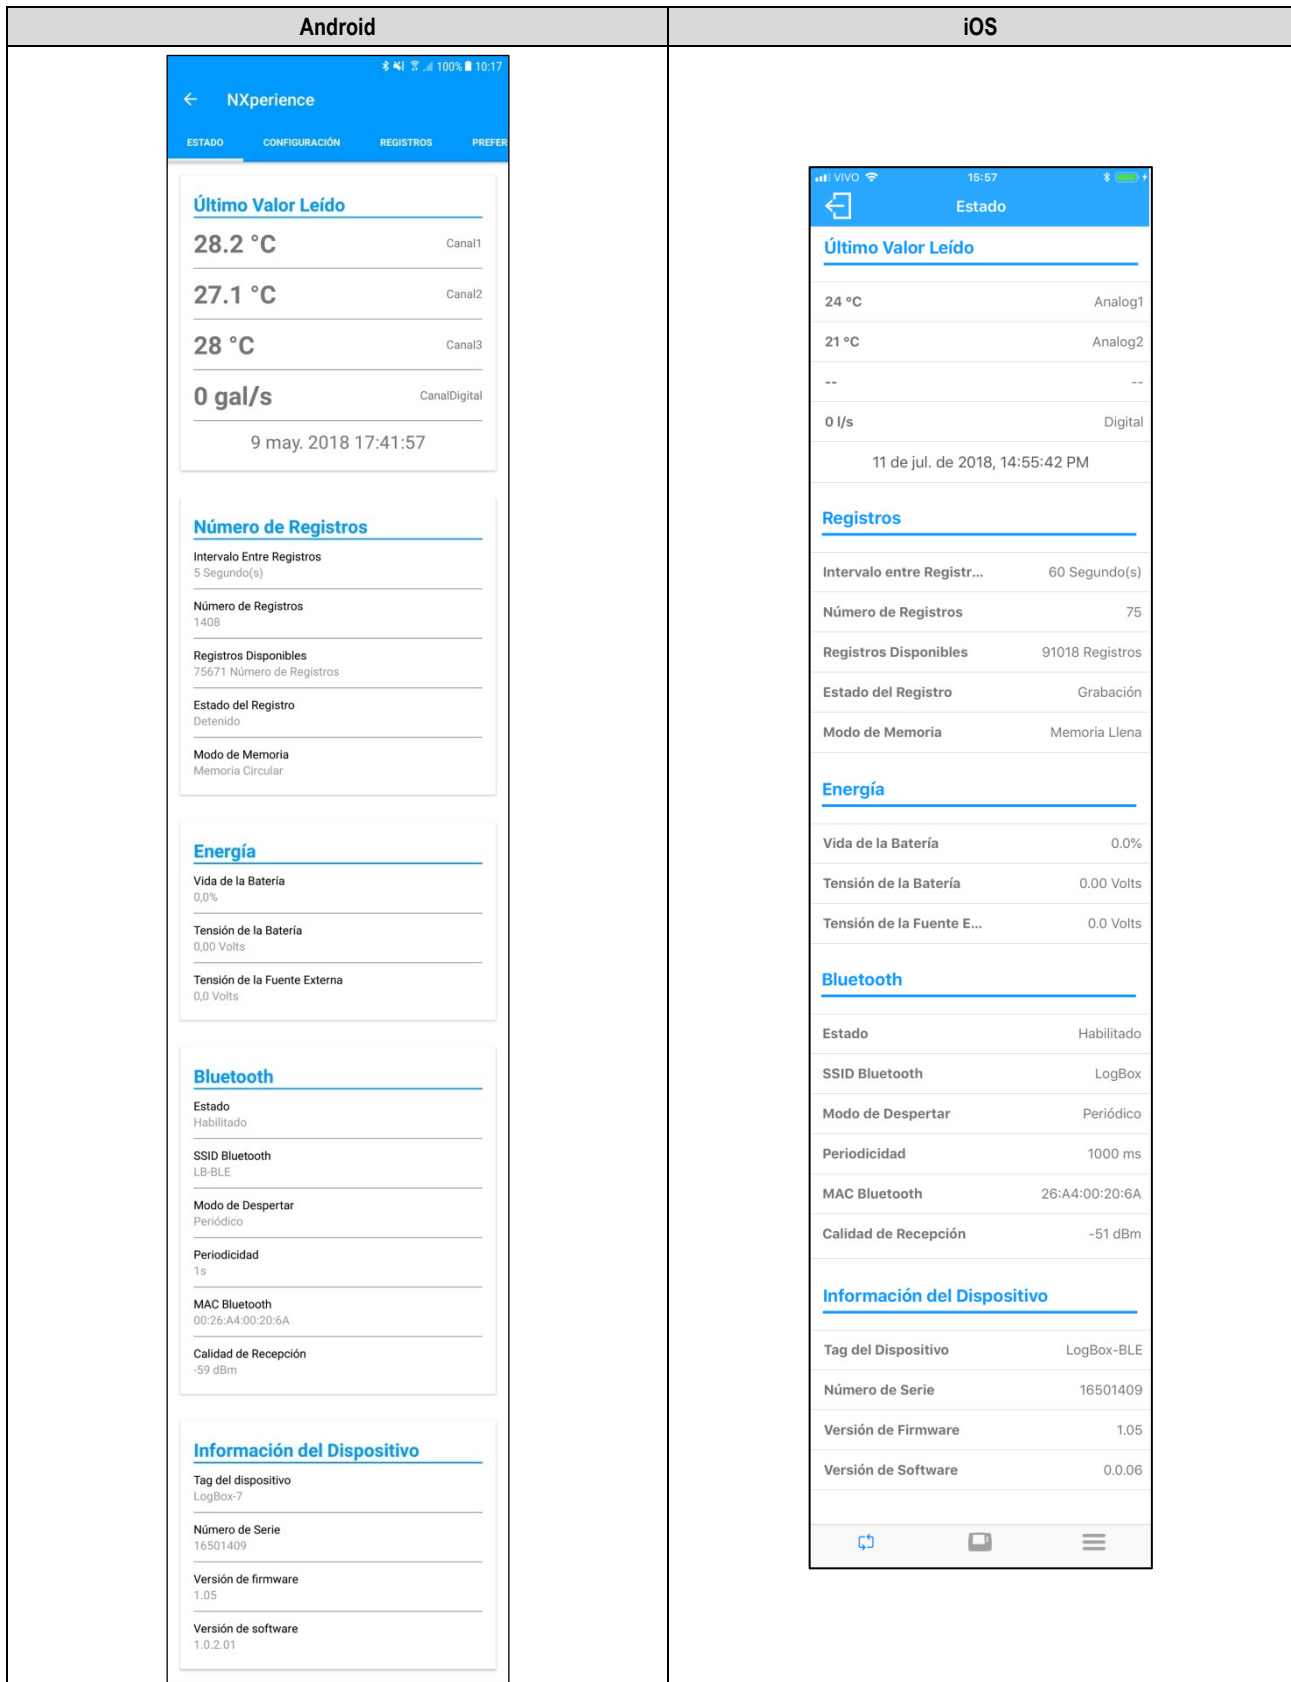 Android
iOS
100% 10:17
NXperience
ESTADO CONFIGURACIÓN REGISTROS PREFER
Último Valor Leído
28.2 °C Canal1
27.1 °C Canal2
28 °C Canal3
0 gal/s CanalDigital
9 may. 2018 17:41:57
Número de Registros
Intervalo Entre Registros
5 Segundo(s)
Número de Registros
1408
Registros Disponibles
75671 Número de Registros
Estado del Registro
Detenido
Modo de Memoria
Memoria Circular
Energía
Vida de la Batería
0,0%
Tensión de la Batería
0,00 Volts
Tensión de la Fuente Externa
0,0 Volts
Bluetooth
Estado
Habilitado
SSID Bluetooth
LB-BLE
Modo de Despertar
Periódico
Periodicidad
1s
MAC Bluetooth
00:26:A4:00:20:6A
Calidad de Recepción
-59 dBm
Información del Dispositivo
Tag del dispositivo
LogBox-7
Número de Serie
16501409
Versión de firmware
1.05
Versión de software
1.0.2.01
VIVO 15:57
Estado
Último Valor Leído
24 °C Analog1
21 °C Analog2
-- --
0 l/s Digital
11 de jul. de 2018, 14:55:42 PM
Registros
Intervalo entre Registr... 60 Segundo(s)
Número de Registros 75
Registros Disponibles 91018 Registros
Estado del Registro Grabación
Modo de Memoria Memoria Llena
Energía
Vida de la Batería 0.0%
Tensión de la Batería 0.00 Volts
Tensión de la Fuente E... 0.0 Volts
Bluetooth
Estado Habilitado
SSID Bluetooth LogBox
Modo de Despertar Periódico
Periodicidad 1000 ms
MAC Bluetooth 26:A4:00:20:6A
Calidad de Recepción -51 dBm
Información del Dispositivo
Tag del Dispositivo LogBox-BLE
Número de Serie 16501409
Versión de Firmware 1.05
Versión de Software 0.0.06